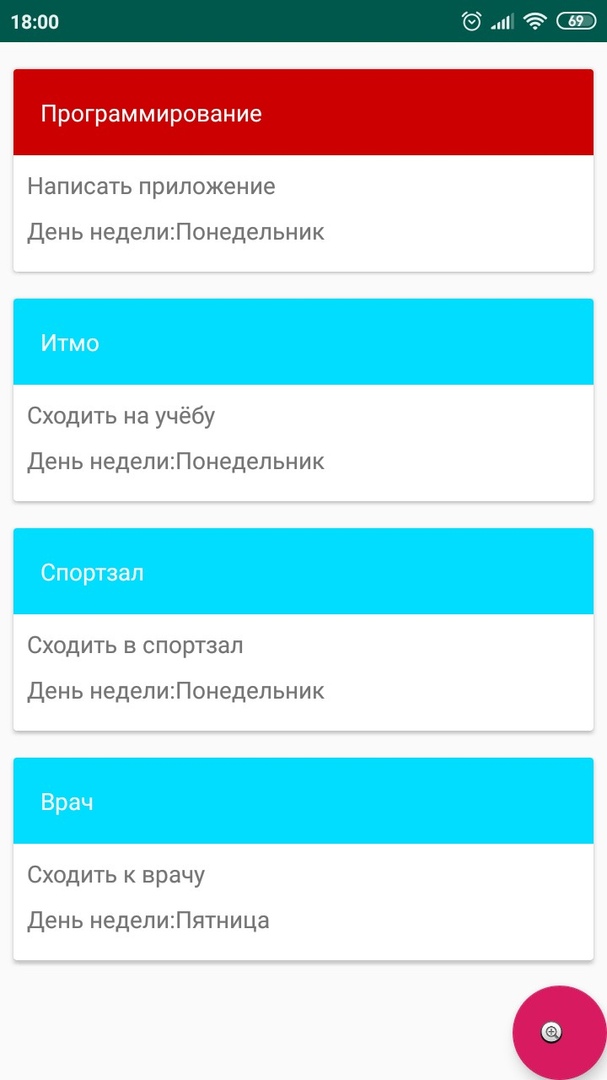 18:00
69
Программирование
Написать приложение
День недели:Понедельник
Итмо
Сходить на учёбу
День недели:Понедельник
Спортзал
Сходить в спортзал
День недели:Понедельник
Врач
Сходить к врачу
День недели:Пятница